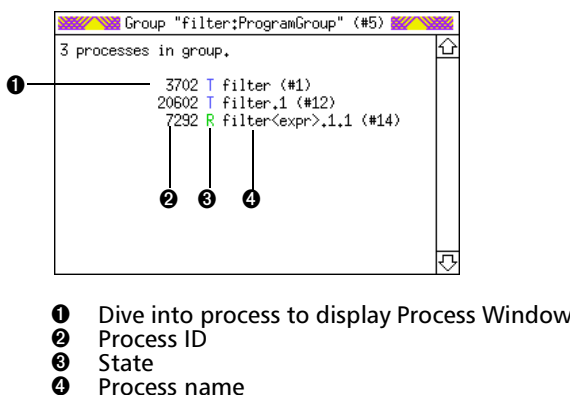 Group "filter:ProgramGroup" (#5)
3 processes in group.
❶
3702 T filter (#1)
20602 T filter.1 (#12)
7292 R filter<expr>.1.1 (#14)
❷ ❸ ❹
❶ Dive into process to display Process Window
❷ Process ID
❸ State
❹ Process name